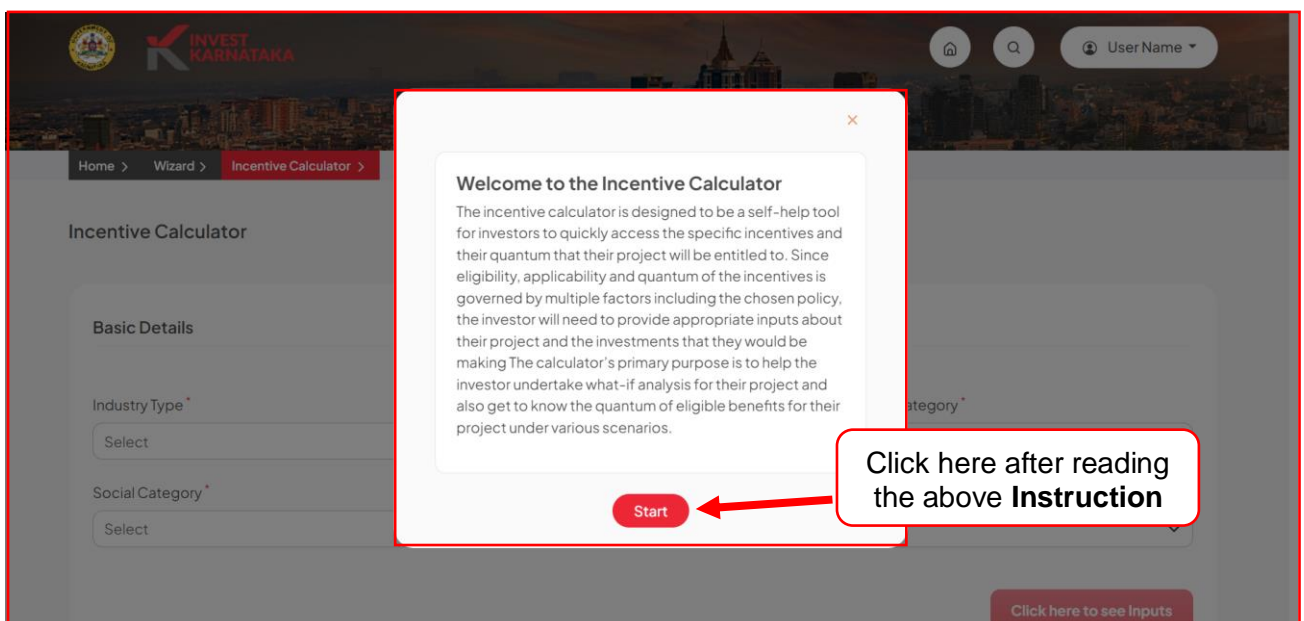 INVEST
KARNATAKA
User Name
Home > Wizard > Incentive Calculator >
Incentive Calculator
Welcome to the Incentive Calculator
The incentive calculator is designed to be a self-help tool
for investors to quickly access the specific incentives and
their quantum that their project will be entitled to. Since
eligibility, applicability and quantum of the incentives is
governed by multiple factors including the chosen policy,
the investor will need to provide appropriate inputs about
their project and the investments that they would be
making The calculator's primary purpose is to help the
investor undertake what-if analysis for their project and
also get to know the quantum of eligible benefits for their
project under various scenarios.
Start
Click here after reading
the above Instruction
Basic Details
Industry Type*
Select
Social Category*
Select
Click here to see Inputs